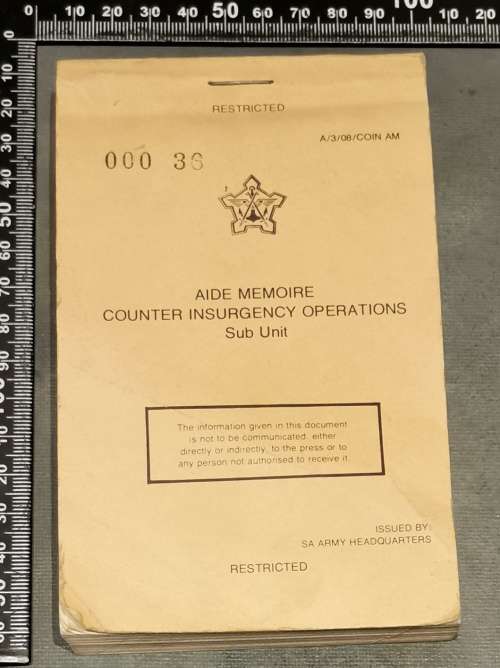 RESTRICTED
A/3/08/COIN AM
000 36
AIDE MEMOIRE
COUNTER INSURGENCY OPERATIONS
Sub Unit
The information given in this document
is not to be communicated, either
directly or indirectly, to the press or to
any person not authorised to receive it.
ISSUED BY:
SA ARMY HEADQUARTERS
RESTRICTED